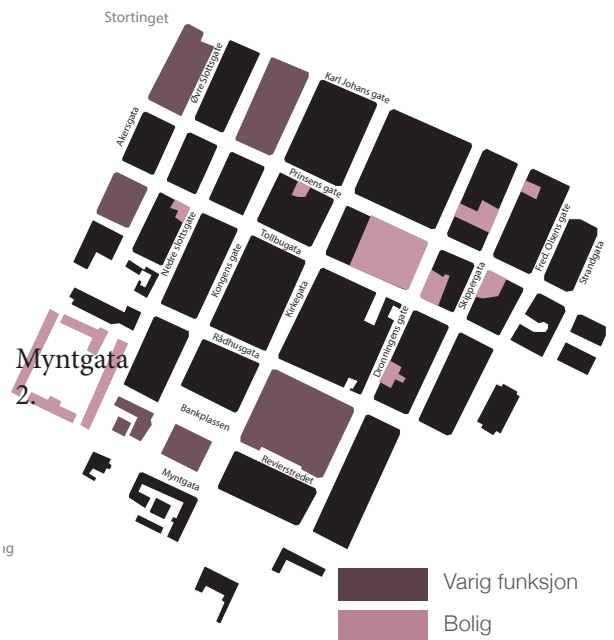 Stortinget
Øvre Slottsgate
Karl Johans gate
Akersgata
Prinsens gate
Nedre slottsgate
Kongens gate
Tollbugata
Kirkegata
Skippergata
Fred. Olsens gate
Strandgata
Dronningens gate
Rådhusgata
Myntgata
2.
Bankplassen
Revierstredet
Myntgata
Varig funksjon
Bolig